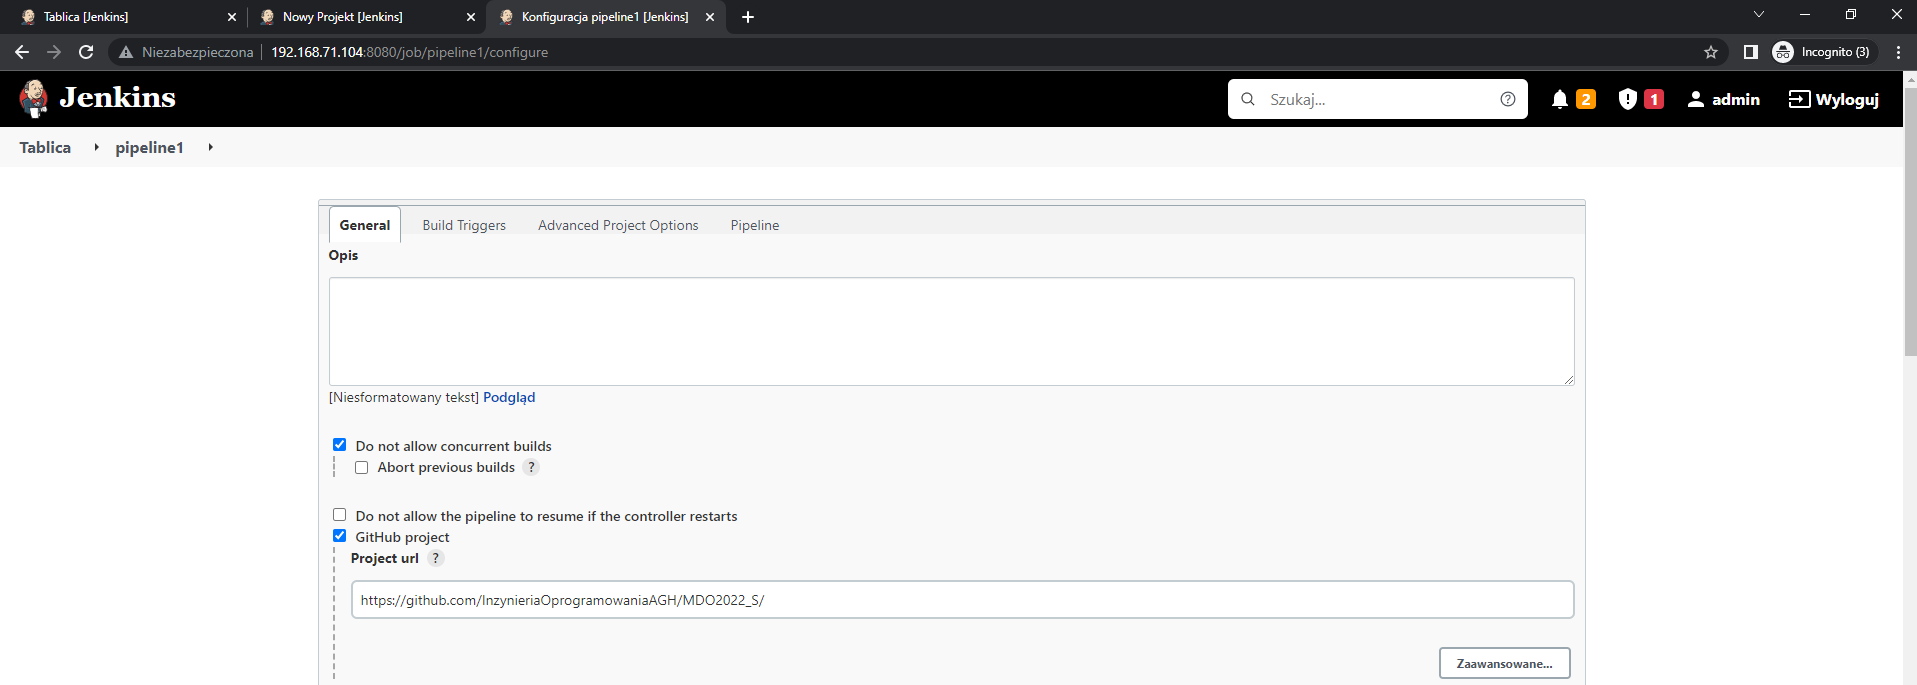 Tablica [Jenkins]
Nowy Projekt [Jenkins]
Konfiguracja pipeline1 [Jenkins]
Niezabezpieczona
192.168.71.104:8080/job/pipeline1/configure
Incognito (3)
Jenkins
Szukaj...
?
2
1
admin
Wyloguj
Tablica
pipeline1
General
Build Triggers
Advanced Project Options
Pipeline
Opis
[Niesformatowany tekst] Podgląd
Do not allow concurrent builds
Abort previous builds ?
Do not allow the pipeline to resume if the controller restarts
GitHub project
Project url ?
https://github.com/InzynieriaOprogramowaniaAGH/MDO2022_S/
Zaawansowane...